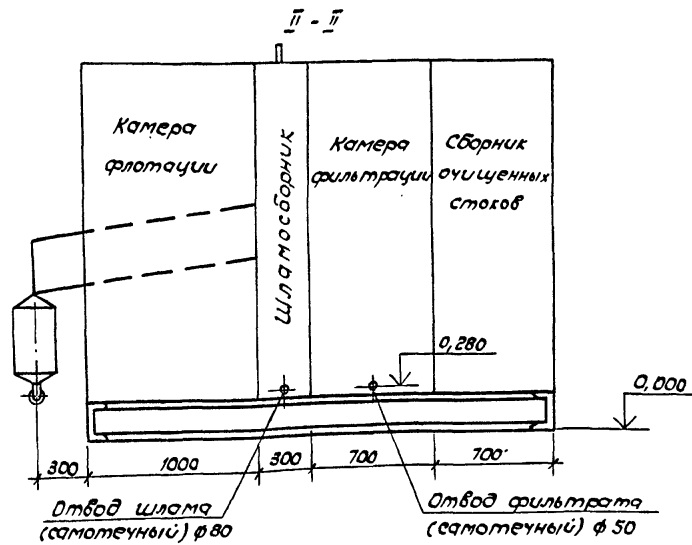 II - II
Камера
флотации
Шламосборник
Камера
фильтрации
Сборник
очищенных
стоков
0,280
0,000
300
1000
300
700
700
Отвод шлама
(самотечный) ф80
Отвод фильтрата
(самотечный) ф50